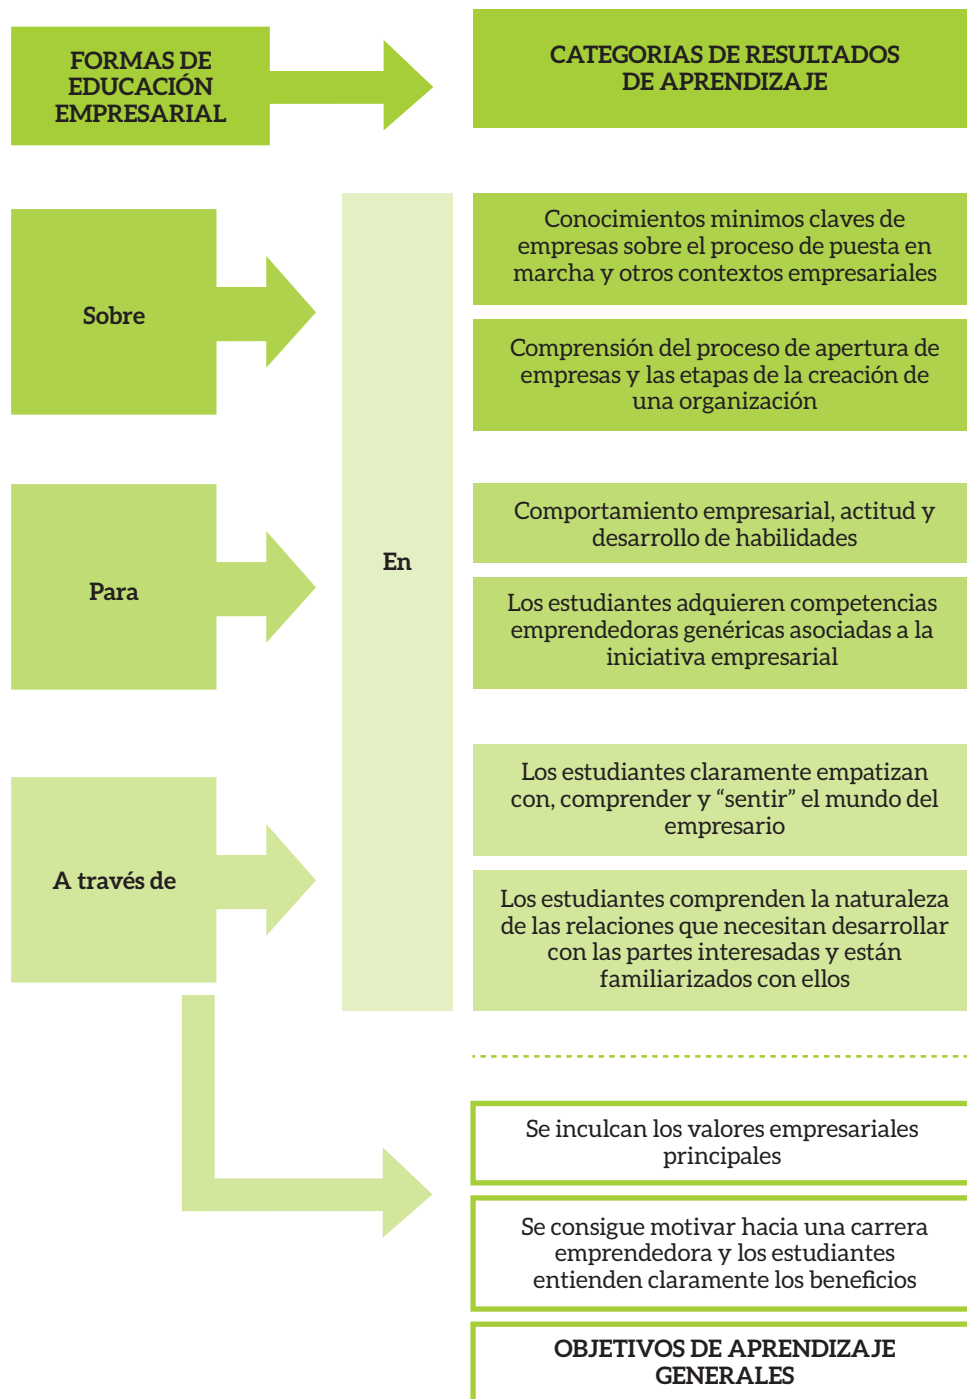 FORMAS DE
EDUCACIÓN
EMPRESARIAL
CATEGORIAS DE RESULTADOS
DE APRENDIZAJE
Sobre
Conocimientos minimos claves de
empresas sobre el proceso de puesta en
marcha y otros contextos empresariales
Comprensión del proceso de apertura de
empresas y las etapas de la creación de
una organización
Para
En
Comportamiento empresarial, actitud y
desarrollo de habilidades
Los estudiantes adquieren competencias
emprendedoras genéricas asociadas a la
iniciativa empresarial
A través de
Los estudiantes claramente empatizan
con, comprender y “sentir” el mundo del
empresario
Los estudiantes comprenden la naturaleza
de las relaciones que necesitan desarrollar
con las partes interesadas y están
familiarizados con ellos
Se inculcan los valores empresariales
principales
Se consigue motivar hacia una carrera
emprendedora y los estudiantes
entienden claramente los beneficios
OBJETIVOS DE APRENDIZAJE
GENERALES